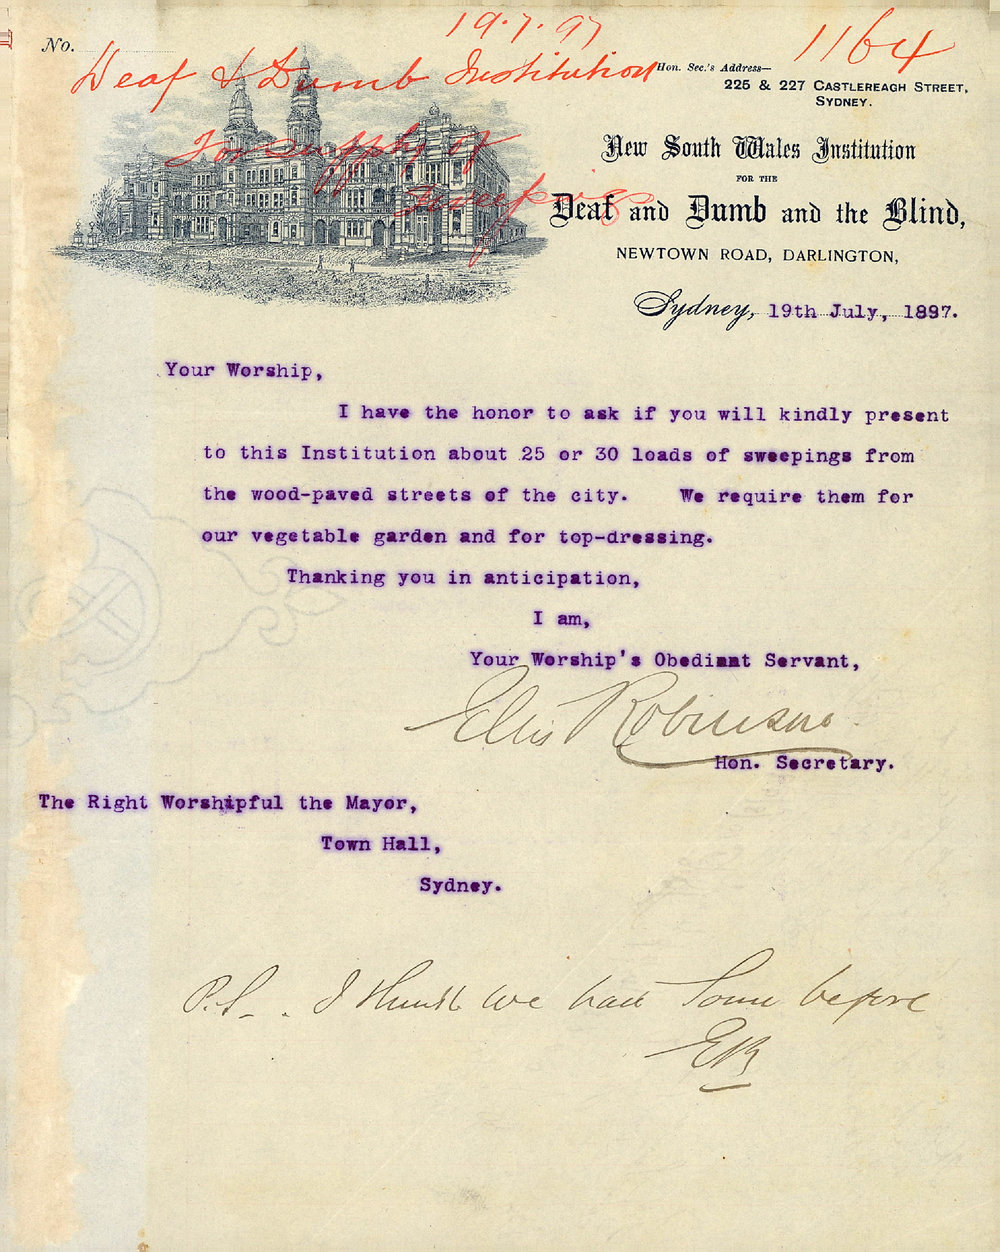 19.7.97
1164
No.
Deaf & Dumb Institution
For supply of
Sweepings
Hon. Sec.'s Address—
225 & 227 Castlereagh Street,
Sydney.
New South Wales Institution
for the
Deaf and Dumb and the Blind,
NEWTOWN ROAD, DARLINGTON,
Sydney, 19th July, 1897.
Your Worship,
I have the honor to ask if you will kindly present
to this Institution about 25 or 30 loads of sweepings from
the wood-paved streets of the city. We require them for
our vegetable garden and for top-dressing.
Thanking you in anticipation,
I am,
Your Worship's Obedient Servant,
Ellis Robinson
Hon. Secretary.
The Right Worshipful the Mayor,
Town Hall,
Sydney.
P.S. I think we had some before
ER